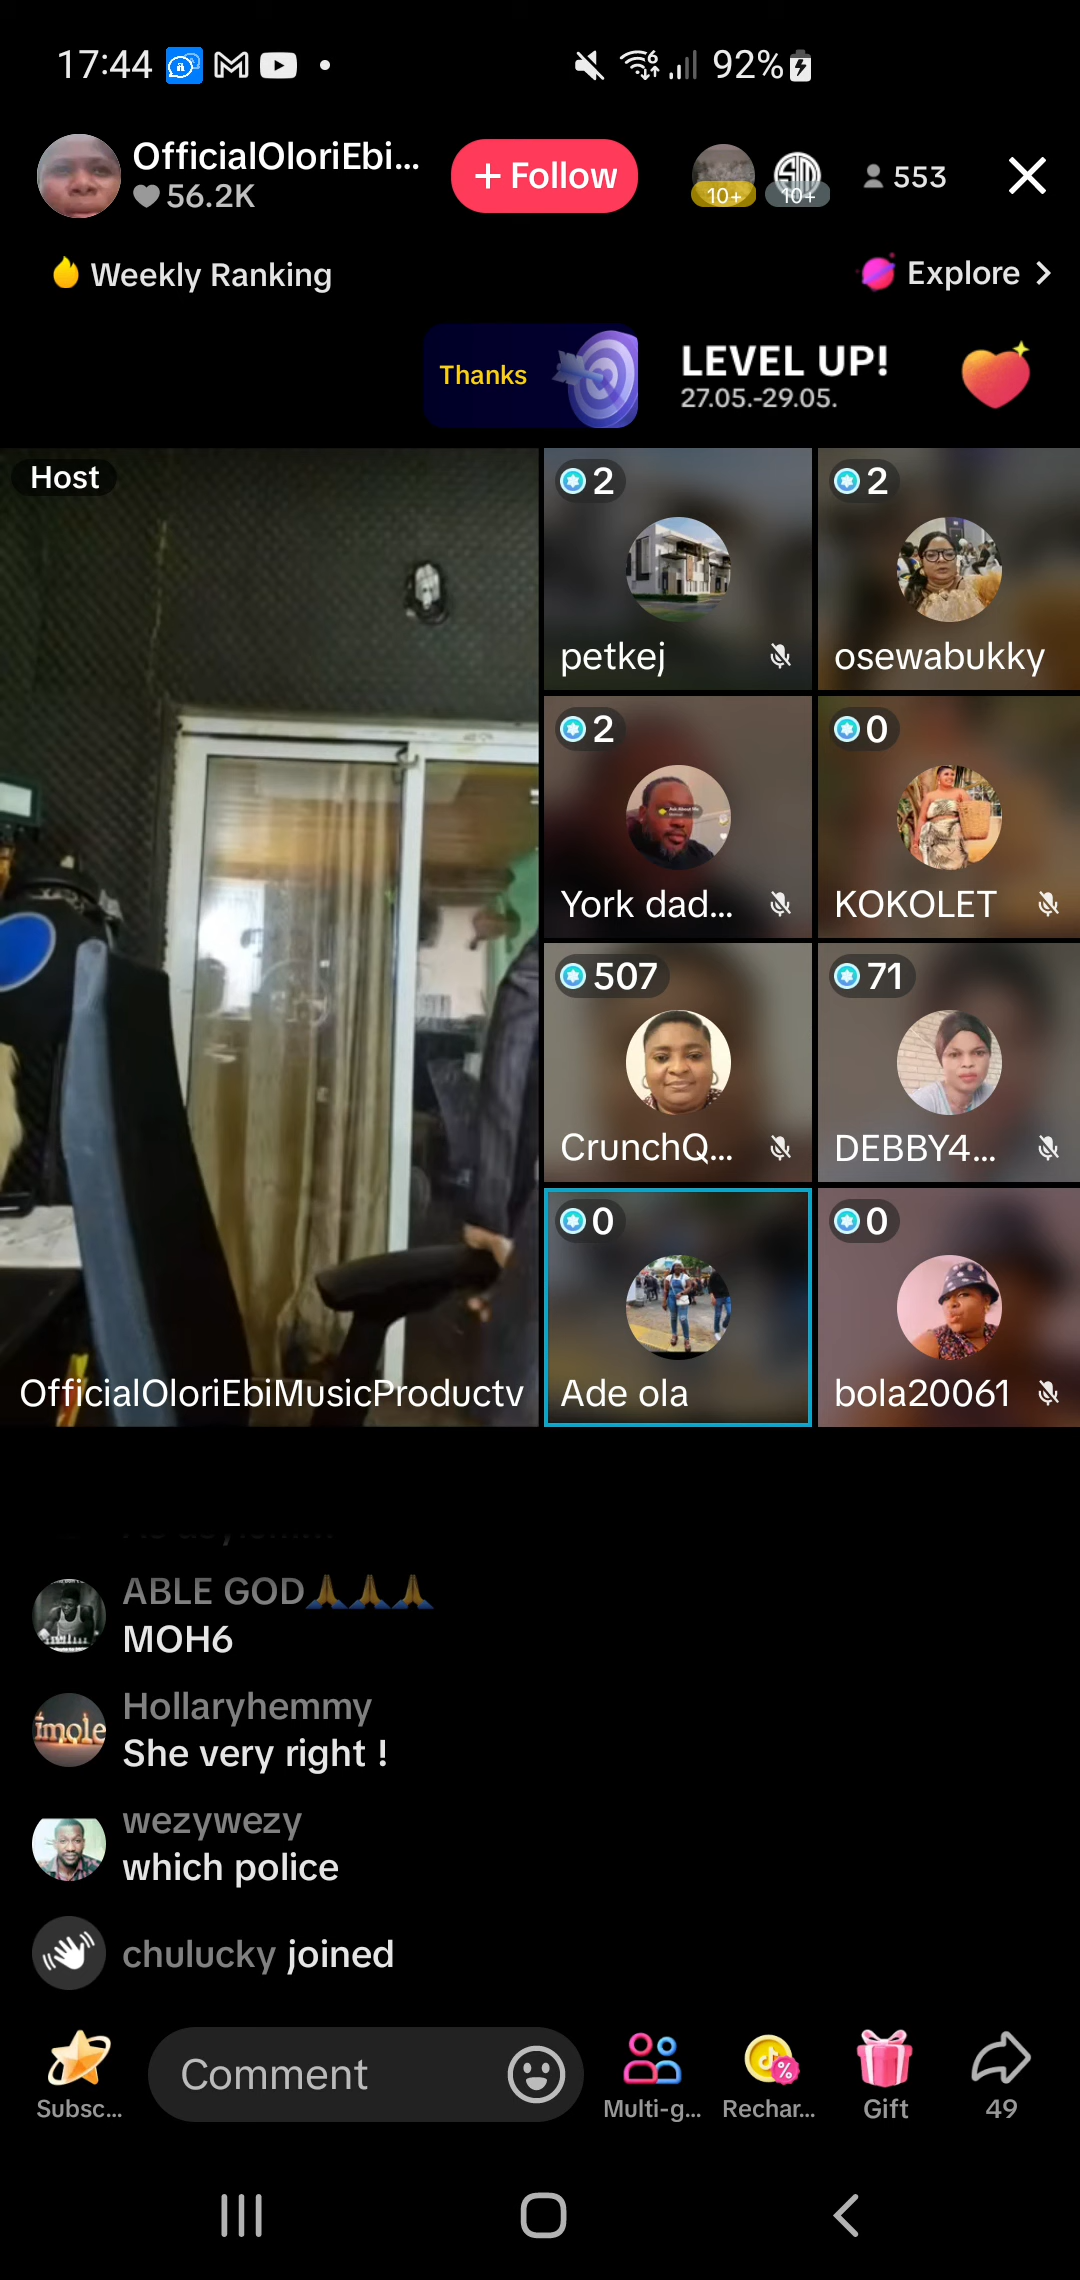 17:44
92%
OfficialOloriEbi...
56.2K
+ Follow
10+
10+
553
Weekly Ranking
Explore >
Thanks
LEVEL UP!
27.05.-29.05.
Host
OfficialOloriEbiMusicProductv
2
petkej
2
osewabukky
2
York dad...
0
KOKOLET
507
CrunchQ...
71
DEBBY4...
0
Ade ola
0
bola20061
ABLE GOD🙏🙏🙏
MOH6
imole
Hollaryhemmy
She very right !
wezywezy
which police
chulucky joined
Comment
Subsc...
Multi-g...
Rechar...
Gift
49